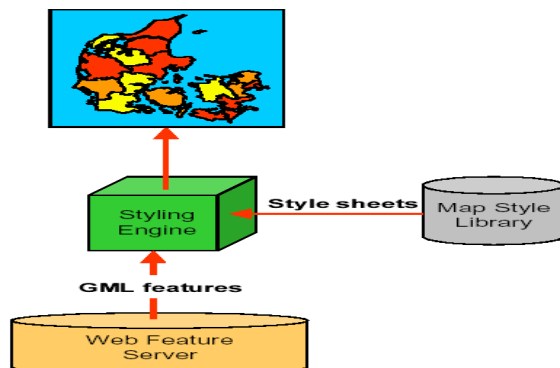 Style sheets
Styling
Engine
Map Style
Library
GML features
Web Feature
Server